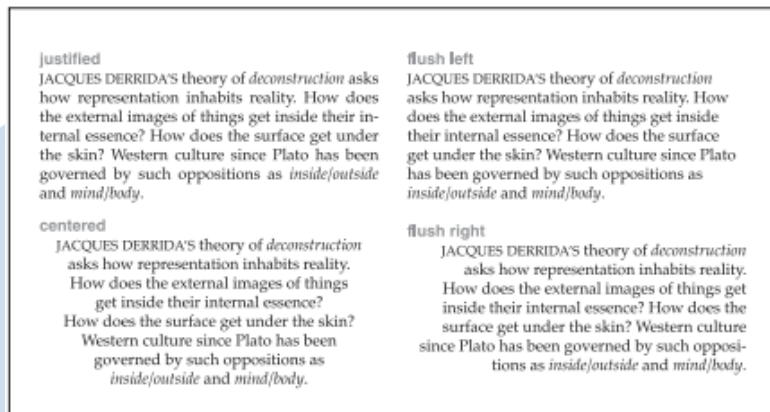 justified
JACQUES DERRIDA'S theory of deconstruction asks
how representation inhabits reality. How does
the external images of things get inside their in-
ternal essence? How does the surface get under
the skin? Western culture since Plato has been
governed by such oppositions as inside/outside
and mind/body.
flush left
JACQUES DERRIDA'S theory of deconstruction
asks how representation inhabits reality. How
does the external images of things get inside
their internal essence? How does the surface
get under the skin? Western culture since Plato
has been governed by such oppositions as
inside/outside and mind/body.
centered
JACQUES DERRIDA'S theory of deconstruction
asks how representation inhabits reality.
How does the external images of things
get inside their internal essence?
How does the surface get under the skin?
Western culture since Plato has been
governed by such oppositions as
inside/outside and mind/body.
flush right
JACQUES DERRIDA'S theory of deconstruction
asks how representation inhabits reality.
How does the external images of things get
inside their internal essence? How does the
surface get under the skin? Western culture
since Plato has been governed by such opposi-
tions as inside/outside and mind/body.